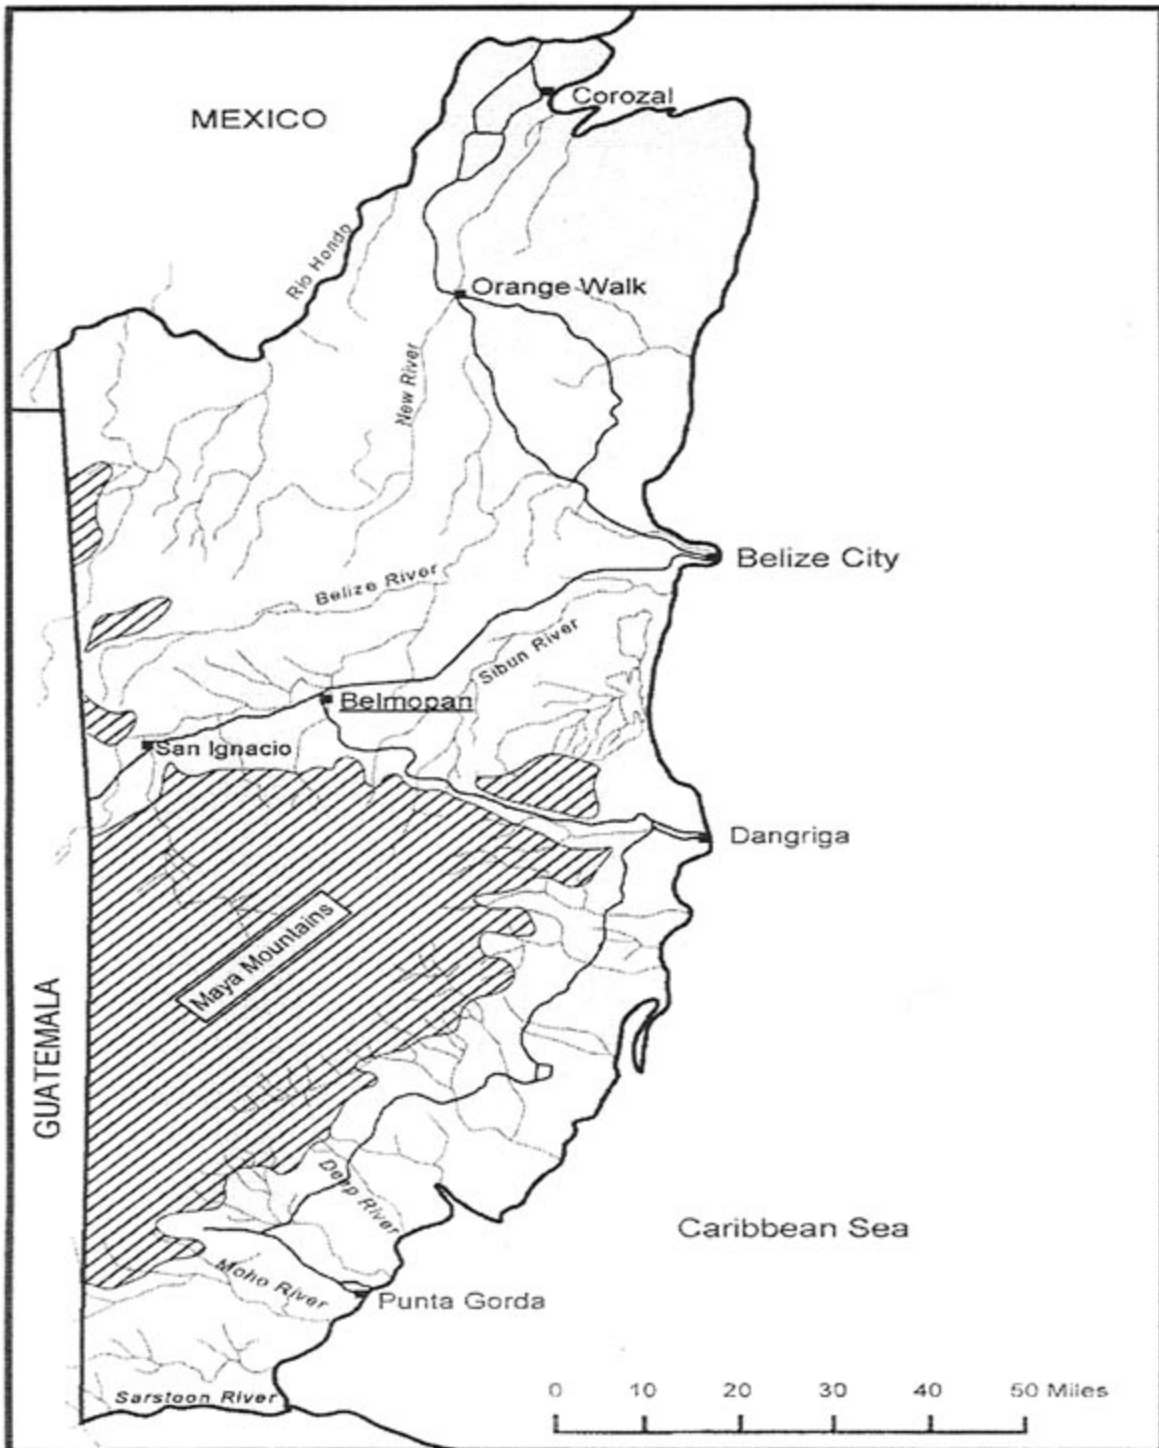 Corozal
MEXICO
Rio Hondo
Orange Walk
New River
Belize City
Belize River
Sibun River
Belmopan
San Ignacio
Dangriga
Maya Mountains
GUATEMALA
Deep River
Caribbean Sea
Moho River
Punta Gorda
Sarstoon River
0 10 20 30 40 50 Miles